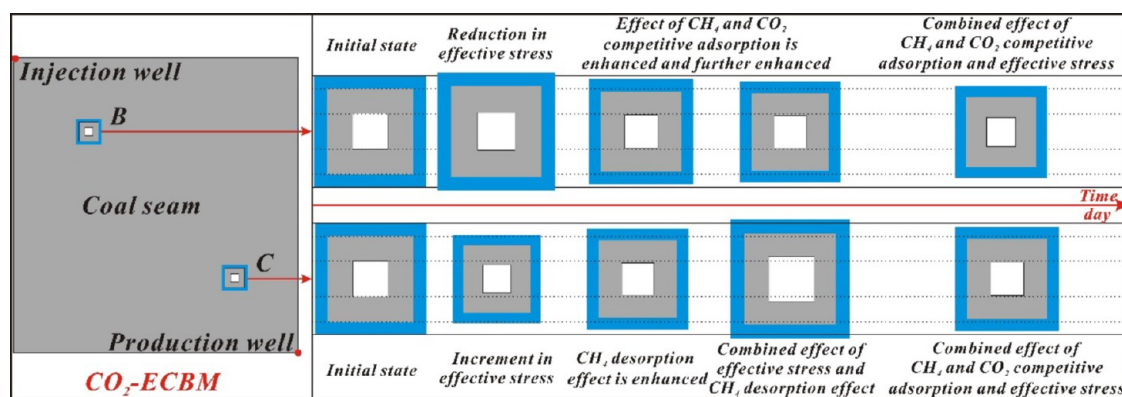 Injection well
B
Coal seam
C
Production well
CO₂-ECBM
Initial state
Reduction in
effective stress
Effect of CH₄ and CO₂
competitive adsorption is
enhanced and further enhanced
Combined effect of
CH₄ and CO₂ competitive
adsorption and effective stress
Time
day
Initial state
Increment in
effective stress
CH₄ desorption
effect is enhanced
Combined effect of
effective stress and
CH₄ desorption effect
Combined effect of
CH₄ and CO₂ competitive
adsorption and effective stress